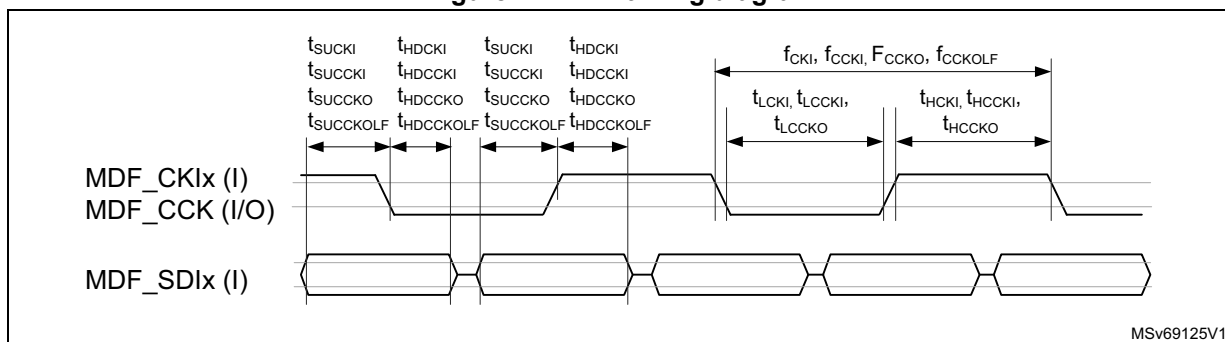 tSUCKI tHDCKI tSUCKI tHDCKI
tSUCCKI tHDCCKI tSUCCKI tHDCCKI
tSUCCKO tHDCCKO tSUCCKO tHDCCKO
tSUCCKOLF tHDCCKOLF tSUCCKOLF tHDCCKOLF
fCKI, fCCKI, FCCKO, fCCKOLF
tLCKI, tLCCKI,
tLCCKO
tHCKI, tHCCKI,
tHCCKO
MDF_CKIx (I)
MDF_CCK (I/O)
MDF_SDIx (I)
MSv69125V1